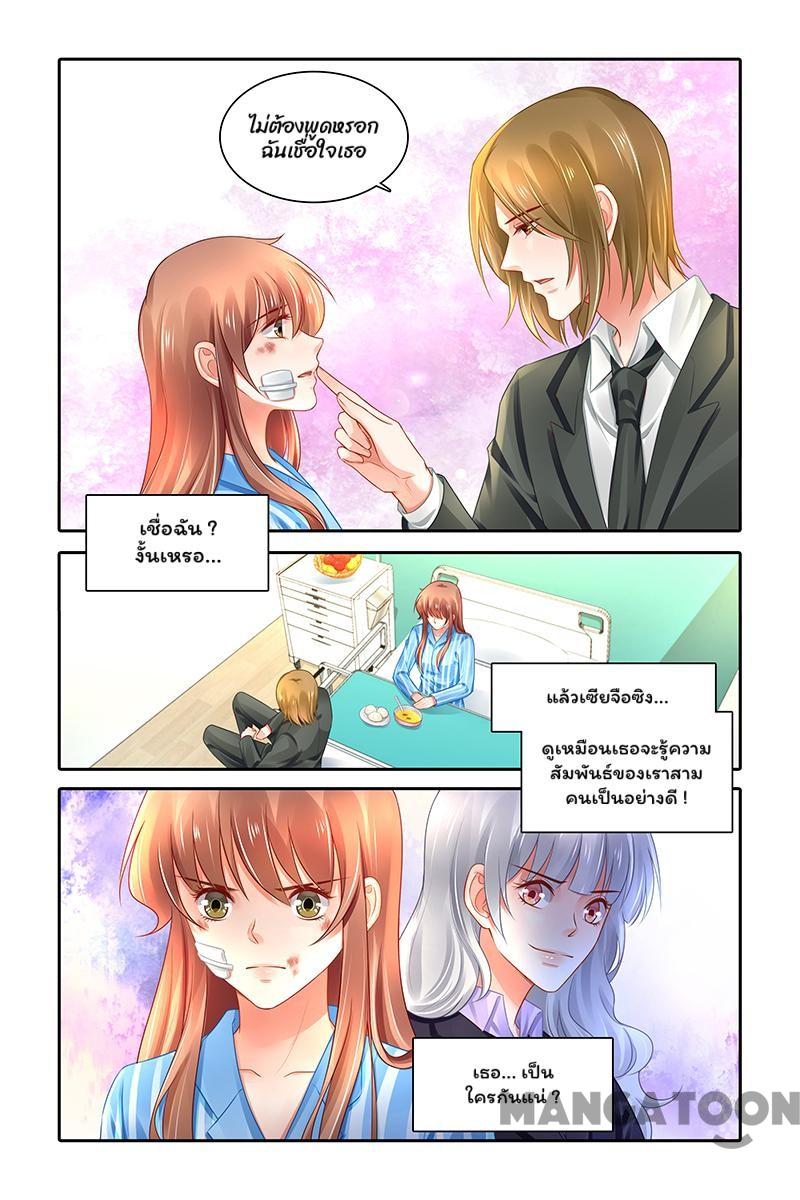 ไม่ต้องพูดหรอก
ฉันเชื่อใจเธอ
เชื่อฉัน ?
งั้นเหรอ...
แล้วเซียจือซิง...
ดูเหมือนเธอจะรู้ความ
สัมพันธ์ของเราสาม
คนเป็นอย่างดี !
เธอ... เป็น
ใครกันแน่ ?
MANGATOON